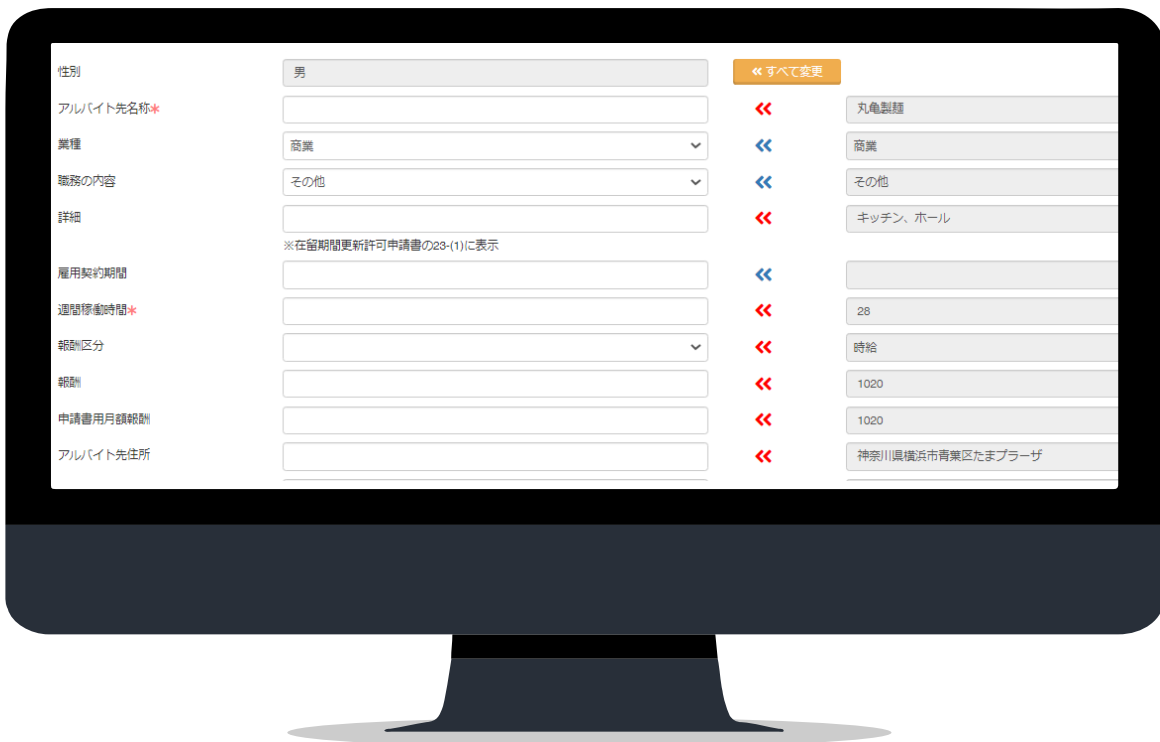 性別 男 «すべて変更
アルバイト先名称* « 丸亀製麺
業種 商業 « 商業
職務の内容 その他 « その他
詳細 « キッチン、ホール
※在留期間更新許可申請書の23-(1)に表示
雇用契約期間 «
週間稼働時間* « 28
報酬区分 « 時給
報酬 « 1020
申請書用月額報酬 « 1020
アルバイト先住所 « 神奈川県横浜市青葉区たまプラーザ